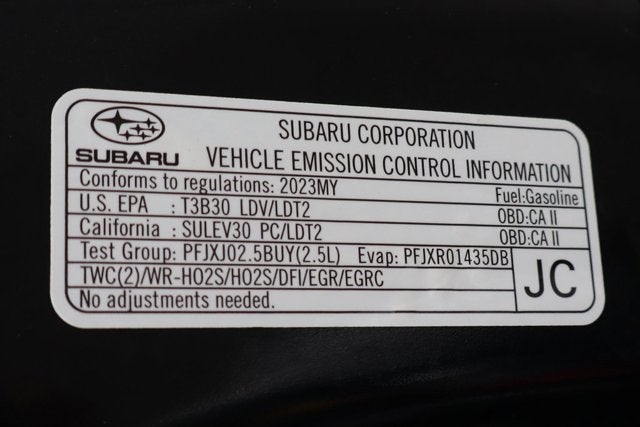 SUBARU
SUBARU CORPORATION
VEHICLE EMISSION CONTROL INFORMATION
Conforms to regulations: 2023MY Fuel:Gasoline
U.S. EPA : T3B30 LDV/LDT2 OBD:CA II
California : SULEV30 PC/LDT2 OBD:CA II
Test Group: PFJXJ02.5BUY(2.5L) Evap: PFJXR01435DB
TWC(2)/WR-HO2S/HO2S/DFI/EGR/EGRC
No adjustments needed.
JC